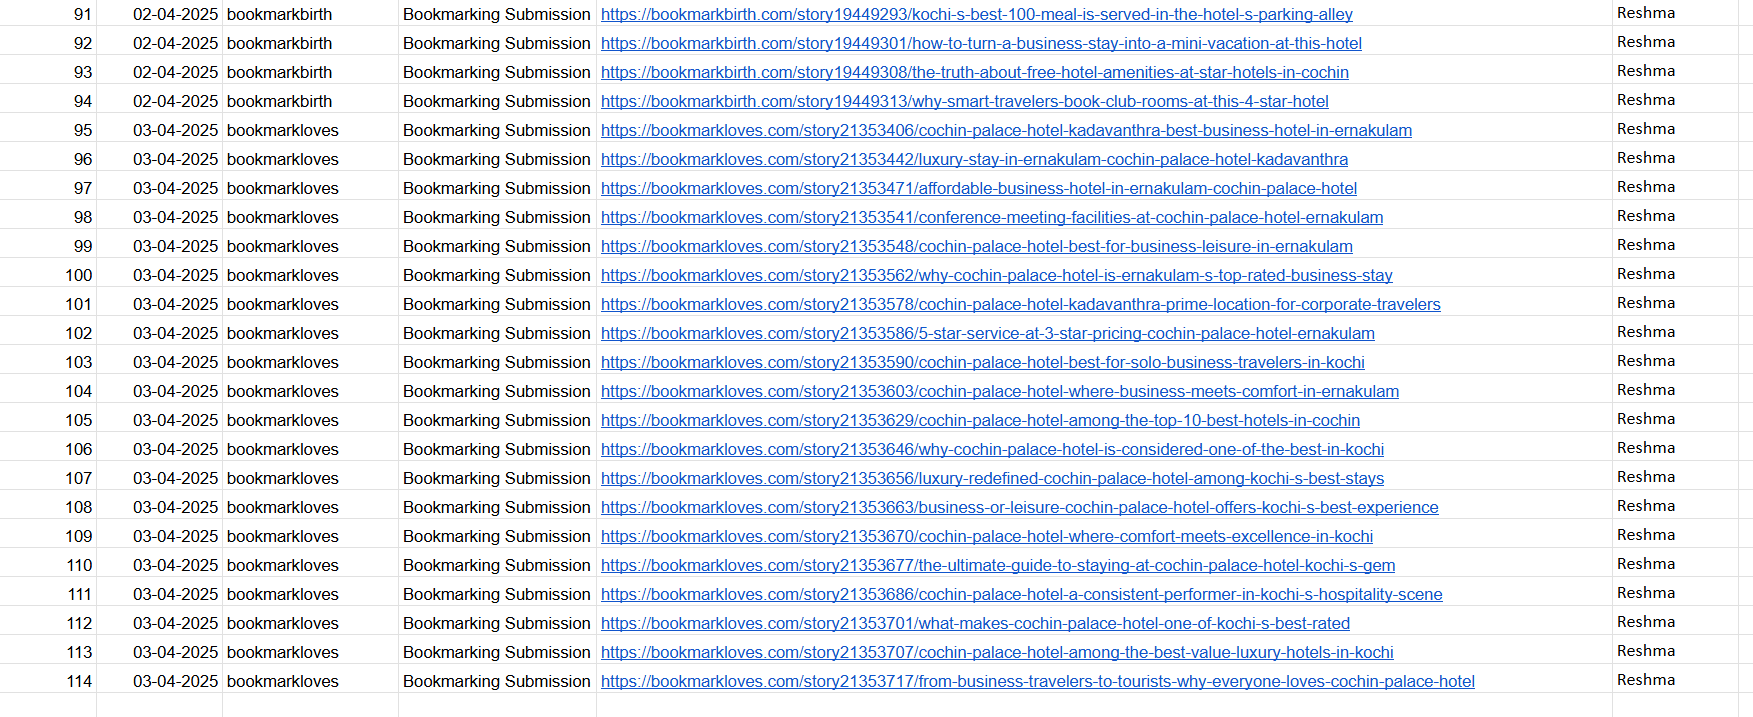 91 02-04-2025 bookmarkbirth Bookmarking Submission https://bookmarkbirth.com/story19449293/kochi-s-best-100-meal-is-served-in-the-hotel-s-parking-alley Reshma
92 02-04-2025 bookmarkbirth Bookmarking Submission https://bookmarkbirth.com/story19449301/how-to-turn-a-business-stay-into-a-mini-vacation-at-this-hotel Reshma
93 02-04-2025 bookmarkbirth Bookmarking Submission https://bookmarkbirth.com/story19449308/the-truth-about-free-hotel-amenities-at-star-hotels-in-cochin Reshma
94 02-04-2025 bookmarkbirth Bookmarking Submission https://bookmarkbirth.com/story19449313/why-smart-travelers-book-club-rooms-at-this-4-star-hotel Reshma
95 03-04-2025 bookmarkloves Bookmarking Submission https://bookmarkloves.com/story21353406/cochin-palace-hotel-kadavanthra-best-business-hotel-in-ernakulam Reshma
96 03-04-2025 bookmarkloves Bookmarking Submission https://bookmarkloves.com/story21353442/luxury-stay-in-ernakulam-cochin-palace-hotel-kadavanthra Reshma
97 03-04-2025 bookmarkloves Bookmarking Submission https://bookmarkloves.com/story21353471/affordable-business-hotel-in-ernakulam-cochin-palace-hotel Reshma
98 03-04-2025 bookmarkloves Bookmarking Submission https://bookmarkloves.com/story21353541/conference-meeting-facilities-at-cochin-palace-hotel-ernakulam Reshma
99 03-04-2025 bookmarkloves Bookmarking Submission https://bookmarkloves.com/story21353548/cochin-palace-hotel-best-for-business-leisure-in-ernakulam Reshma
100 03-04-2025 bookmarkloves Bookmarking Submission https://bookmarkloves.com/story21353562/why-cochin-palace-hotel-is-ernakulam-s-top-rated-business-stay Reshma
101 03-04-2025 bookmarkloves Bookmarking Submission https://bookmarkloves.com/story21353578/cochin-palace-hotel-kadavanthra-prime-location-for-corporate-travelers Reshma
102 03-04-2025 bookmarkloves Bookmarking Submission https://bookmarkloves.com/story21353586/5-star-service-at-3-star-pricing-cochin-palace-hotel-ernakulam Reshma
103 03-04-2025 bookmarkloves Bookmarking Submission https://bookmarkloves.com/story21353590/cochin-palace-hotel-best-for-solo-business-travelers-in-kochi Reshma
104 03-04-2025 bookmarkloves Bookmarking Submission https://bookmarkloves.com/story21353603/cochin-palace-hotel-where-business-meets-comfort-in-ernakulam Reshma
105 03-04-2025 bookmarkloves Bookmarking Submission https://bookmarkloves.com/story21353629/cochin-palace-hotel-among-the-top-10-best-hotels-in-cochin Reshma
106 03-04-2025 bookmarkloves Bookmarking Submission https://bookmarkloves.com/story21353646/why-cochin-palace-hotel-is-considered-one-of-the-best-in-kochi Reshma
107 03-04-2025 bookmarkloves Bookmarking Submission https://bookmarkloves.com/story21353656/luxury-redefined-cochin-palace-hotel-among-kochi-s-best-stays Reshma
108 03-04-2025 bookmarkloves Bookmarking Submission https://bookmarkloves.com/story21353663/business-or-leisure-cochin-palace-hotel-offers-kochi-s-best-experience Reshma
109 03-04-2025 bookmarkloves Bookmarking Submission https://bookmarkloves.com/story21353670/cochin-palace-hotel-where-comfort-meets-excellence-in-kochi Reshma
110 03-04-2025 bookmarkloves Bookmarking Submission https://bookmarkloves.com/story21353677/the-ultimate-guide-to-staying-at-cochin-palace-hotel-kochi-s-gem Reshma
111 03-04-2025 bookmarkloves Bookmarking Submission https://bookmarkloves.com/story21353686/cochin-palace-hotel-a-consistent-performer-in-kochi-s-hospitality-scene Reshma
112 03-04-2025 bookmarkloves Bookmarking Submission https://bookmarkloves.com/story21353701/what-makes-cochin-palace-hotel-one-of-kochi-s-best-rated Reshma
113 03-04-2025 bookmarkloves Bookmarking Submission https://bookmarkloves.com/story21353707/cochin-palace-hotel-among-the-best-value-luxury-hotels-in-kochi Reshma
114 03-04-2025 bookmarkloves Bookmarking Submission https://bookmarkloves.com/story21353717/from-business-travelers-to-tourists-why-everyone-loves-cochin-palace-hotel Reshma